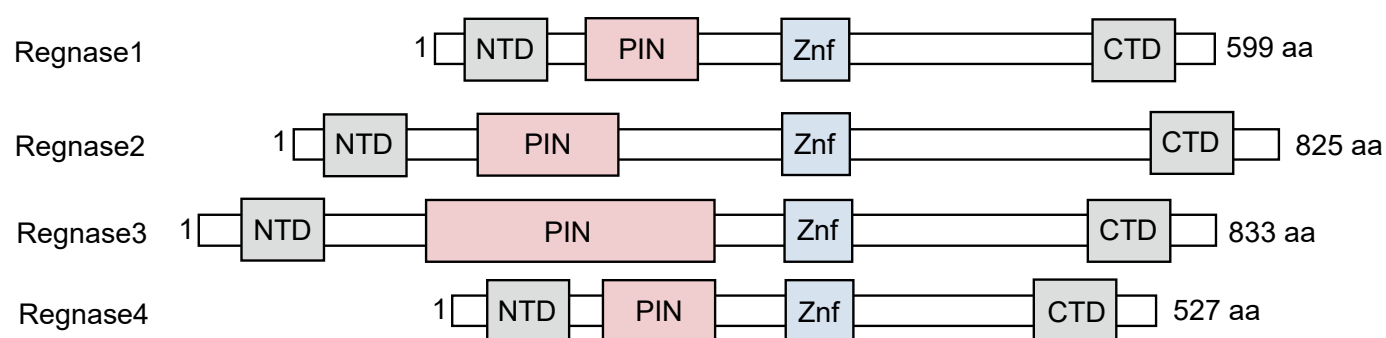 Regnase1 1 NTD PIN Znf CTD 599 aa
Regnase2 1 NTD PIN Znf CTD 825 aa
Regnase3 1 NTD PIN Znf CTD 833 aa
Regnase4 1 NTD PIN Znf CTD 527 aa